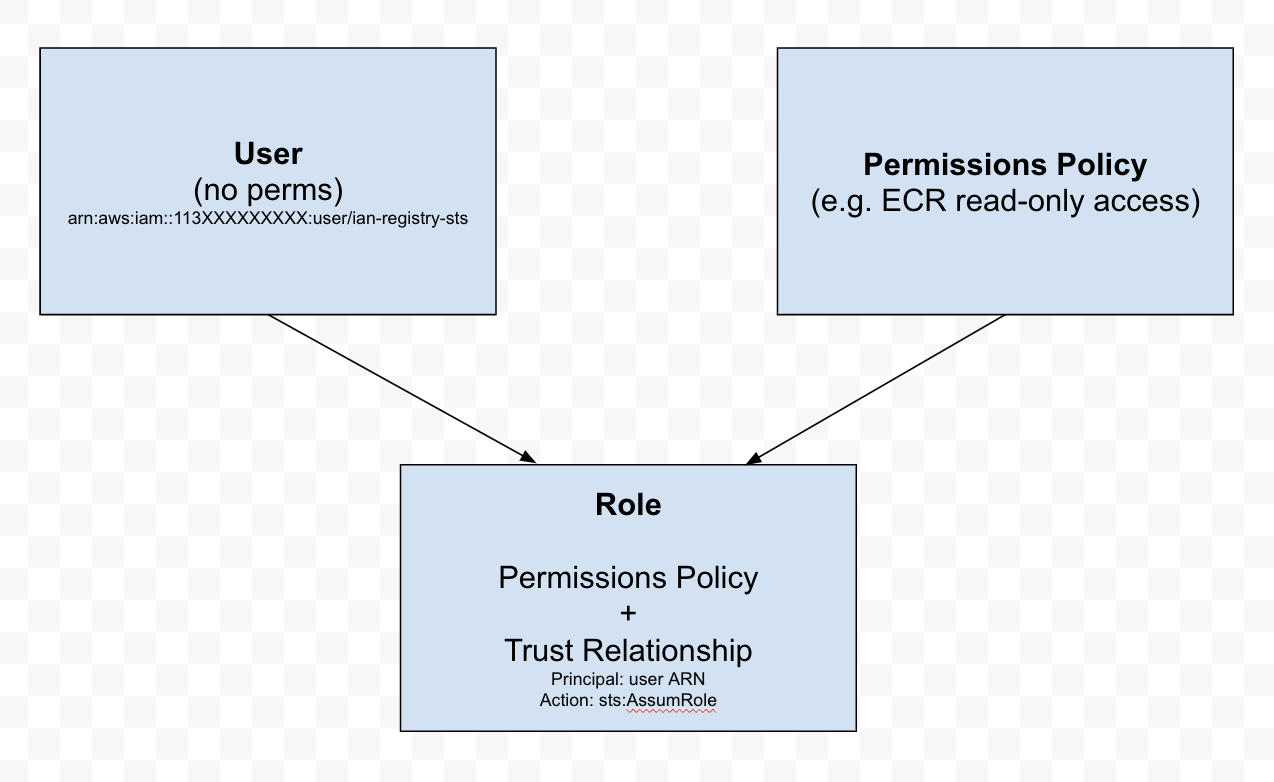 User
(no perms)
arn:aws:iam::113XXXXXXXXX:user/ian-registry-sts
Permissions Policy
(e.g. ECR read-only access)
Role
Permissions Policy
+
Trust Relationship
Principal: user ARN
Action: sts:AssumRole